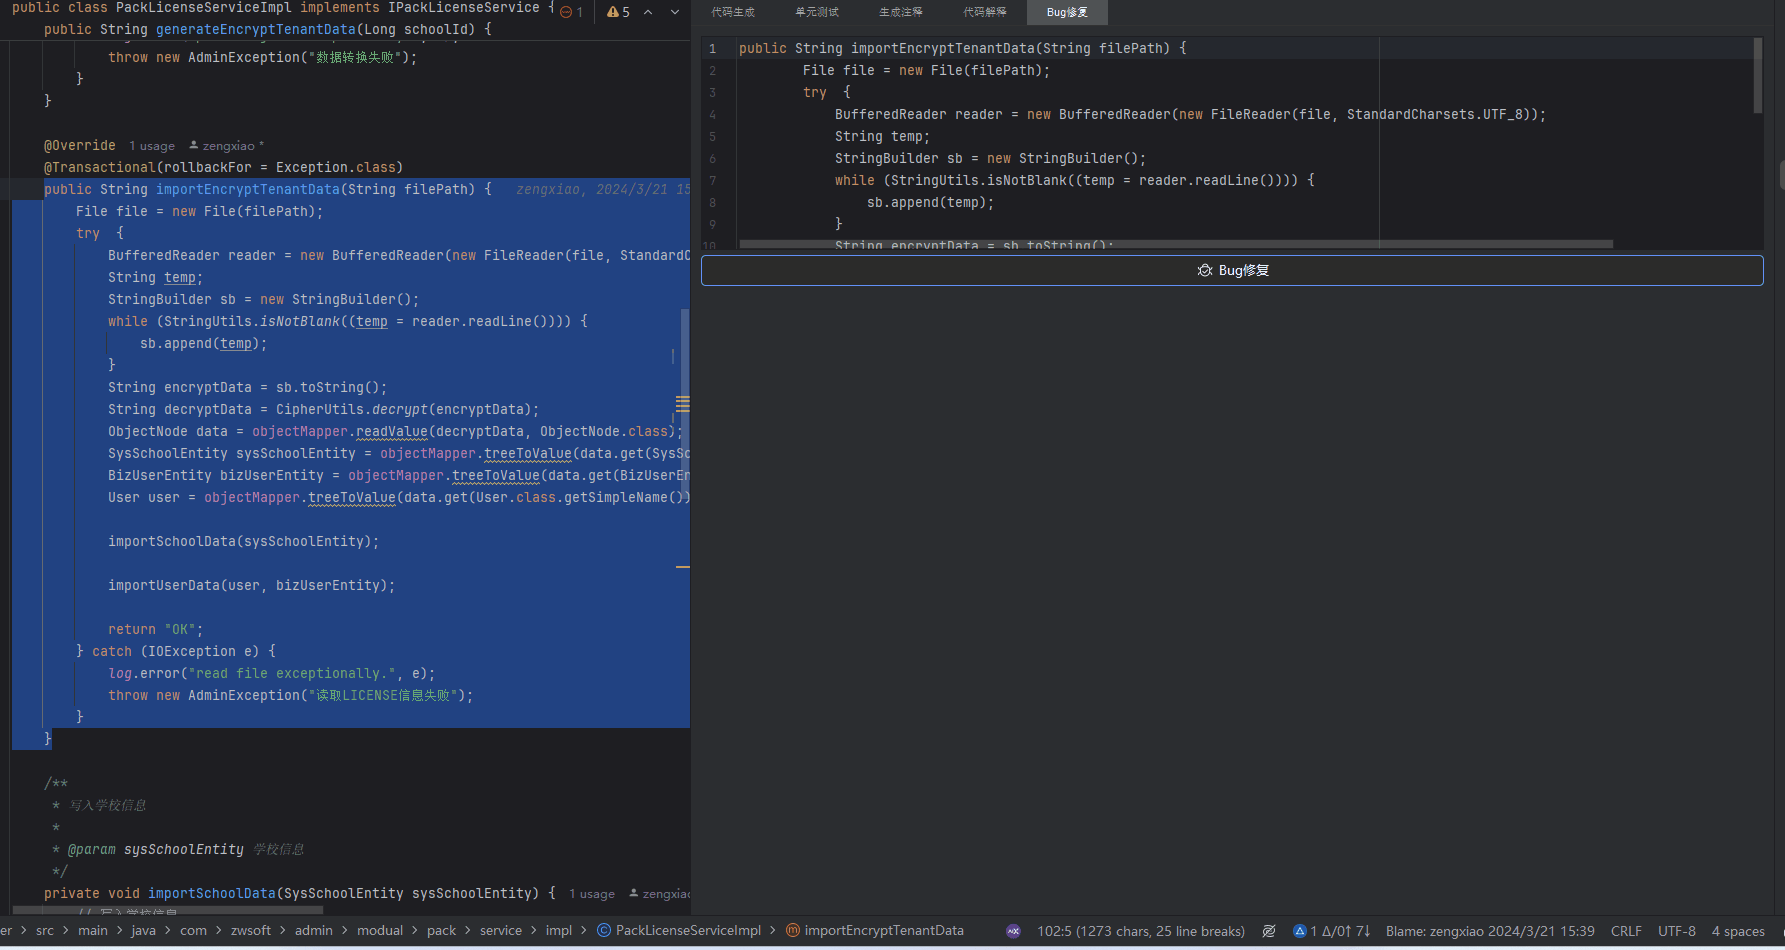 public class PackLicenseServiceImpl implements IPackLicenseService {
1
5
public String generateEncryptTenantData(Long schoolId) {
throw new AdminException("数据转换失败");
}
}
@Override 1 usage zengxiao *
@Transactional(rollbackFor = Exception.class)
public String importEncryptTenantData(String filePath) { zengxiao, 2024/3/21 15
File file = new File(filePath);
try {
BufferedReader reader = new BufferedReader(new FileReader(file, StandardC
String temp;
StringBuilder sb = new StringBuilder();
while (StringUtils.isNotBlank((temp = reader.readLine()))) {
sb.append(temp);
}
String encryptData = sb.toString();
String decryptData = CipherUtils.decrypt(encryptData);
ObjectNode data = objectMapper.readValue(decryptData, ObjectNode.class);
SysSchoolEntity sysSchoolEntity = objectMapper.treeToValue(data.get(SysSc
BizUserEntity bizUserEntity = objectMapper.treeToValue(data.get(BizUserEn
User user = objectMapper.treeToValue(data.get(User.class.getSimpleName())
importSchoolData(sysSchoolEntity);
importUserData(user, bizUserEntity);
return "OK";
} catch (IOException e) {
log.error("read file exceptionally.", e);
throw new AdminException("读取LICENSE信息失败");
}
}
/**
* 写入学校信息
*
* @param sysSchoolEntity 学校信息
*/
private void importSchoolData(SysSchoolEntity sysSchoolEntity) { 1 usage zengxiao
// 写入学校信息
代码生成 单元测试 生成注释 代码解释 Bug修复
1 public String importEncryptTenantData(String filePath) {
2 File file = new File(filePath);
3 try {
4 BufferedReader reader = new BufferedReader(new FileReader(file, StandardCharsets.UTF_8));
5 String temp;
6 StringBuilder sb = new StringBuilder();
7 while (StringUtils.isNotBlank((temp = reader.readLine()))) {
8 sb.append(temp);
9 }
10 String encryptData = sb.toString();
Bug修复
er > src > main > java > com > zwsoft > admin > modual > pack > service > impl > PackLicenseServiceImpl > importEncryptTenantData
102:5 (1273 chars, 25 line breaks) 1 Δ/0↑ 7↓ Blame: zengxiao 2024/3/21 15:39 CRLF UTF-8 4 spaces